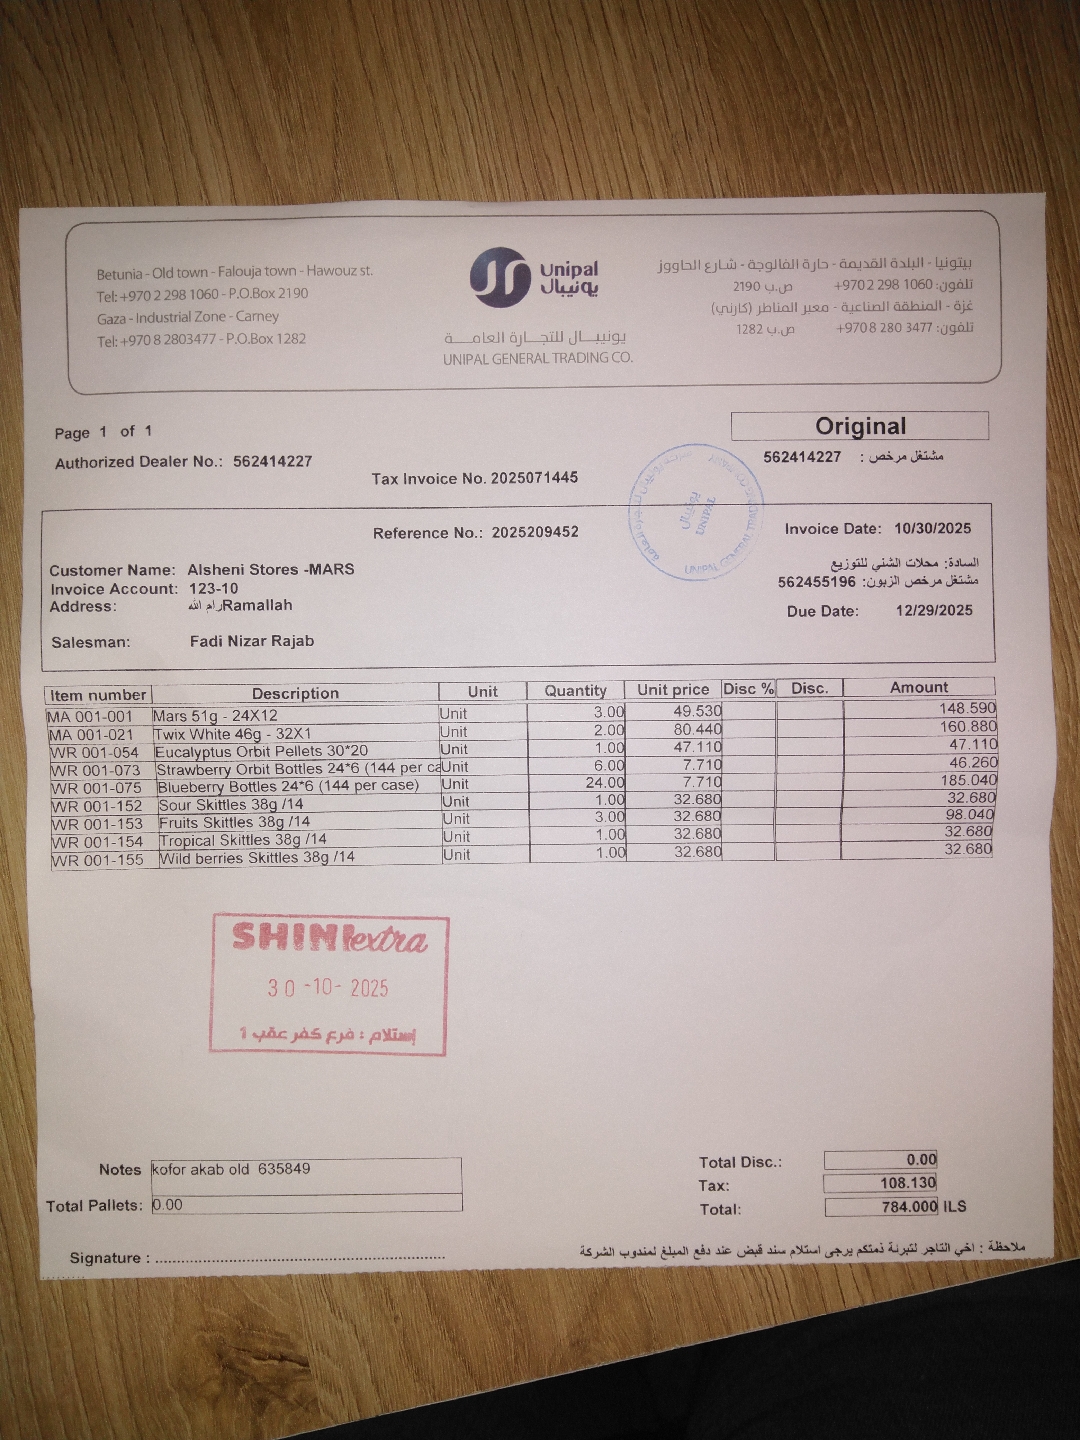 Betunia - Old town - Falouja town - Hawouz st.
Tel: +970 2 298 1060 - P.O.Box 2190
Gaza - Industrial Zone - Carney
Tel: +970 8 2803477 - P.O.Box 1282
Unipal
يونيبال
يونيبال للتجارة العامة
UNIPAL GENERAL TRADING CO.
بيتونيا - البلدة القديمة - حارة الفالوجة - شارع الحاووز
تلفون: 1060 298 2 970+ ص.ب 2190
غزة - المنطقة الصناعية - معبر المناطر (كارني)
تلفون: 3477 280 8 970+ ص.ب 1282
Page 1 of 1
Original
Authorized Dealer No.: 562414227
562414227 : مشتغل مرخص
Tax Invoice No. 2025071445
يونيبال
UNIPAL
Reference No.: 2025209452
Invoice Date: 10/30/2025
Customer Name: Alsheni Stores -MARS
السادة: محلات الشني للتوزيع
Invoice Account: 123-10
مشتغل مرخص الزبون: 562455196
Address: رام الله Ramallah
Due Date: 12/29/2025
Salesman: Fadi Nizar Rajab
Item number Description Unit Quantity Unit price Disc % Disc. Amount
MA 001-001 Mars 51g - 24X12 Unit 3.00 49.530 148.590
MA 001-021 Twix White 46g - 32X1 Unit 2.00 80.440 160.880
WR 001-054 Eucalyptus Orbit Pellets 30*20 Unit 1.00 47.110 47.110
WR 001-073 Strawberry Orbit Bottles 24*6 (144 per ca Unit 6.00 7.710 46.260
WR 001-075 Blueberry Bottles 24*6 (144 per case) Unit 24.00 7.710 185.040
WR 001-152 Sour Skittles 38g /14 Unit 1.00 32.680 32.680
WR 001-153 Fruits Skittles 38g /14 Unit 3.00 32.680 98.040
WR 001-154 Tropical Skittles 38g /14 Unit 1.00 32.680 32.680
WR 001-155 Wild berries Skittles 38g /14 Unit 1.00 32.680 32.680
SHINI extra
30 -10- 2025
إستلام : فرع كفر عقب 1
Notes kofor akab old 635849
Total Pallets: 0.00
Total Disc.: 0.00
Tax: 108.130
Total: 784.000 ILS
Signature :
ملاحظة : اخي التاجر لتبرئة ذمتكم يرجى استلام سند قبض عند دفع المبلغ لمندوب الشركة